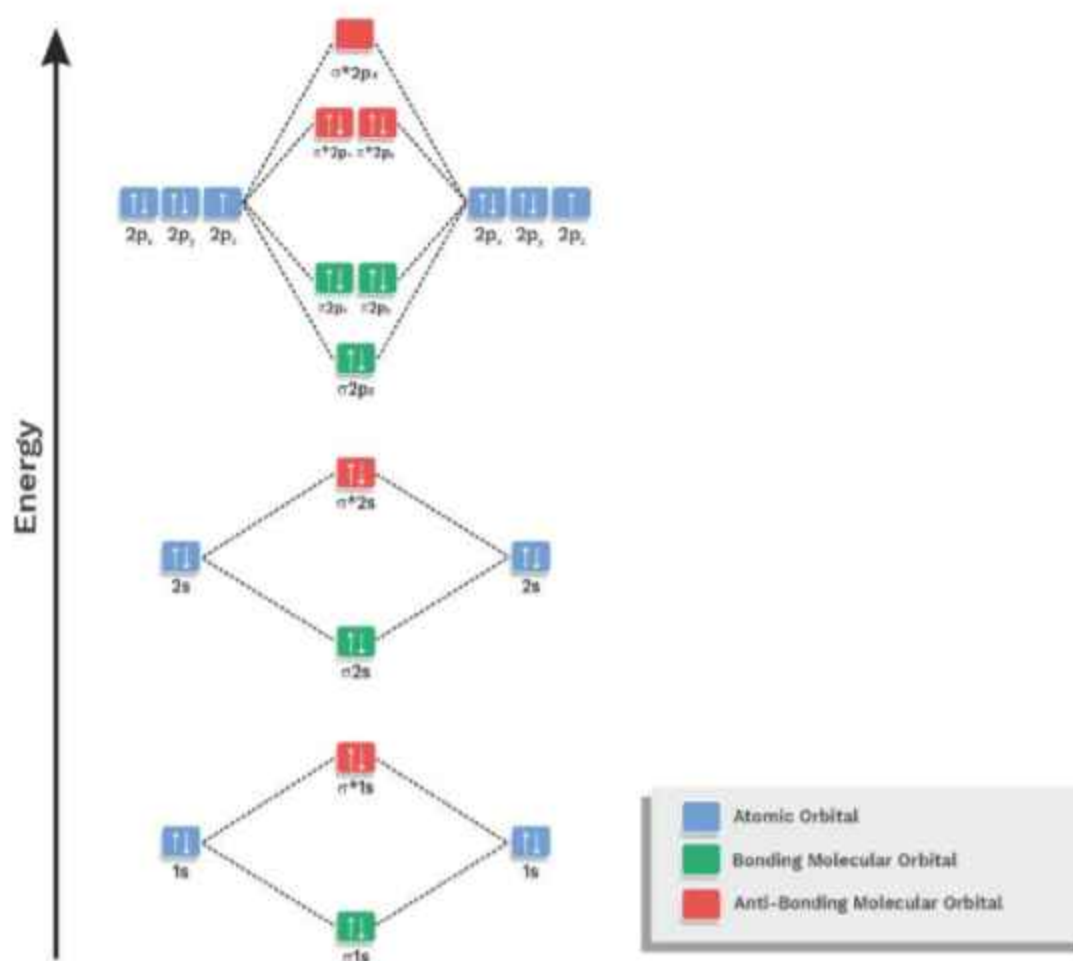 σ*2pz
π*2px π*2py
2px 2py 2pz
2px 2py 2pz
π2px π2py
σ2pz
Energy
σ*2s
2s
2s
σ2s
σ*1s
1s
1s
σ1s
Atomic Orbital
Bonding Molecular Orbital
Anti-Bonding Molecular Orbital